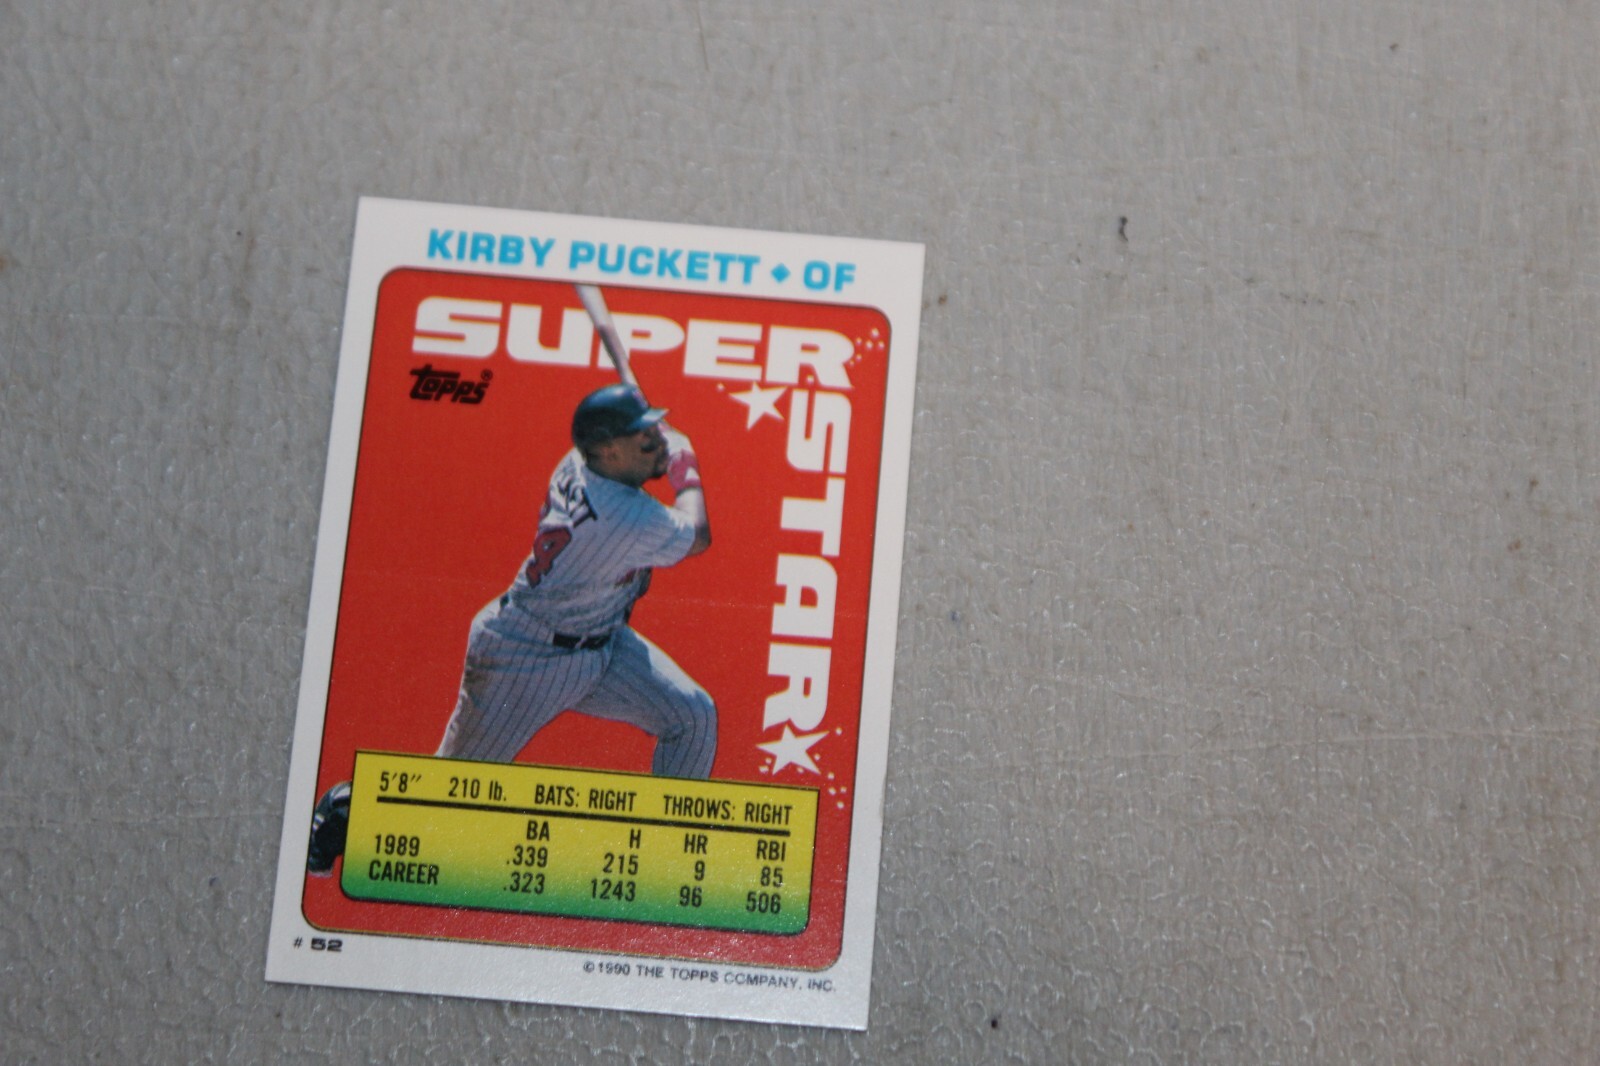 KIRBY PUCKETT ◆ OF
SUPER
STAR
TOPPS®
4
5'8" 210 lb. BATS: RIGHT THROWS: RIGHT
BA H HR RBI
1989 .339 215 9 85
CAREER .323 1243 96 506
# 52
©1990 THE TOPPS COMPANY, INC.